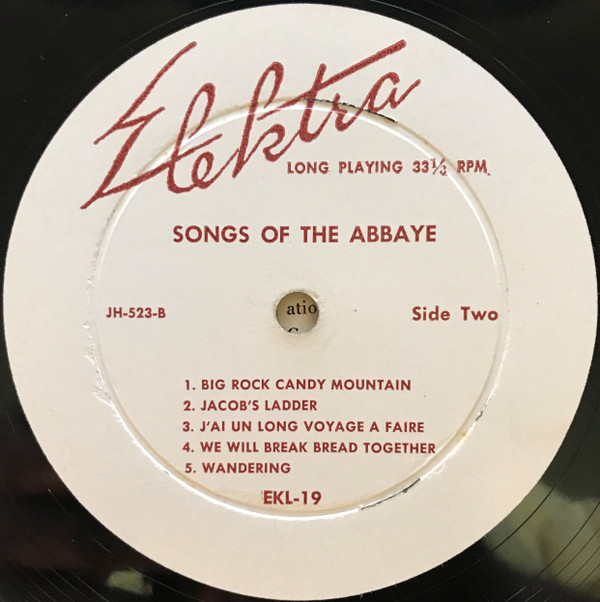 Elektra
LONG PLAYING 33⅓ RPM.
SONGS OF THE ABBAYE
JH-523-B
atio
Side Two
1. BIG ROCK CANDY MOUNTAIN
2. JACOB'S LADDER
3. J'AI UN LONG VOYAGE A FAIRE
4. WE WILL BREAK BREAD TOGETHER
5. WANDERING
EKL-19